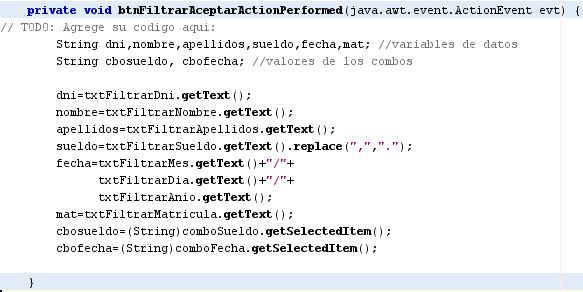 private void btnFiltrarAceptarActionPerformed(java.awt.event.ActionEvent evt) {
// TODO: Agrege su codigo aqui:
String dni,nombre,apellidos,sueldo,fecha,mat; //variables de datos
String cbosueldo, cbofecha; //valores de los combos
dni=txtFiltrarDni.getText();
nombre=txtFiltrarNombre.getText();
apellidos=txtFiltrarApellidos.getText();
sueldo=txtFiltrarSueldo.getText().replace(",",".");
fecha=txtFiltrarMes.getText()+"/"+
txtFiltrarDia.getText()+"/"+
txtFiltrarAnio.getText();
mat=txtFiltrarMatricula.getText();
cbosueldo=(String)comboSueldo.getSelectedItem();
cbofecha=(String)comboFecha.getSelectedItem();
}